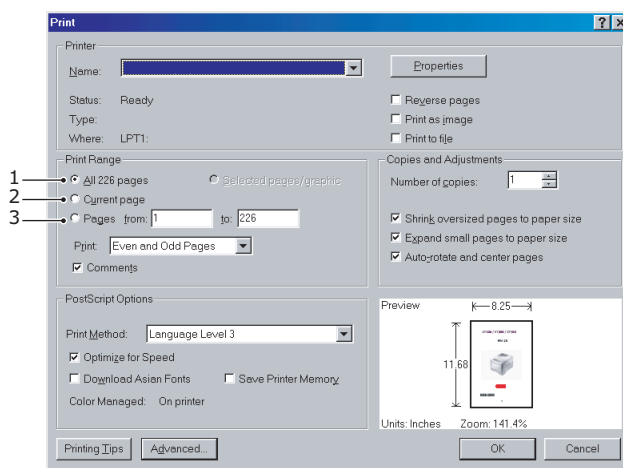 Print
Printer
Name:
Properties
Status: Ready
Type:
Where: LPT1:
Reverse pages
Print as image
Print to file
Print Range
1 All 226 pages
Selected pages/graphic
2 Current page
3 Pages from: 1 to: 226
Print: Even and Odd Pages
Comments
Copies and Adjustments
Number of copies: 1
Shrink oversized pages to paper size
Expand small pages to paper size
Auto-rotate and center pages
PostScript Options
Print Method: Language Level 3
Optimize for Speed
Download Asian Fonts
Save Printer Memory
Color Managed: On printer
Preview
8.25
11.68
Units: Inches Zoom: 141.4%
Printing Tips
Advanced...
OK
Cancel